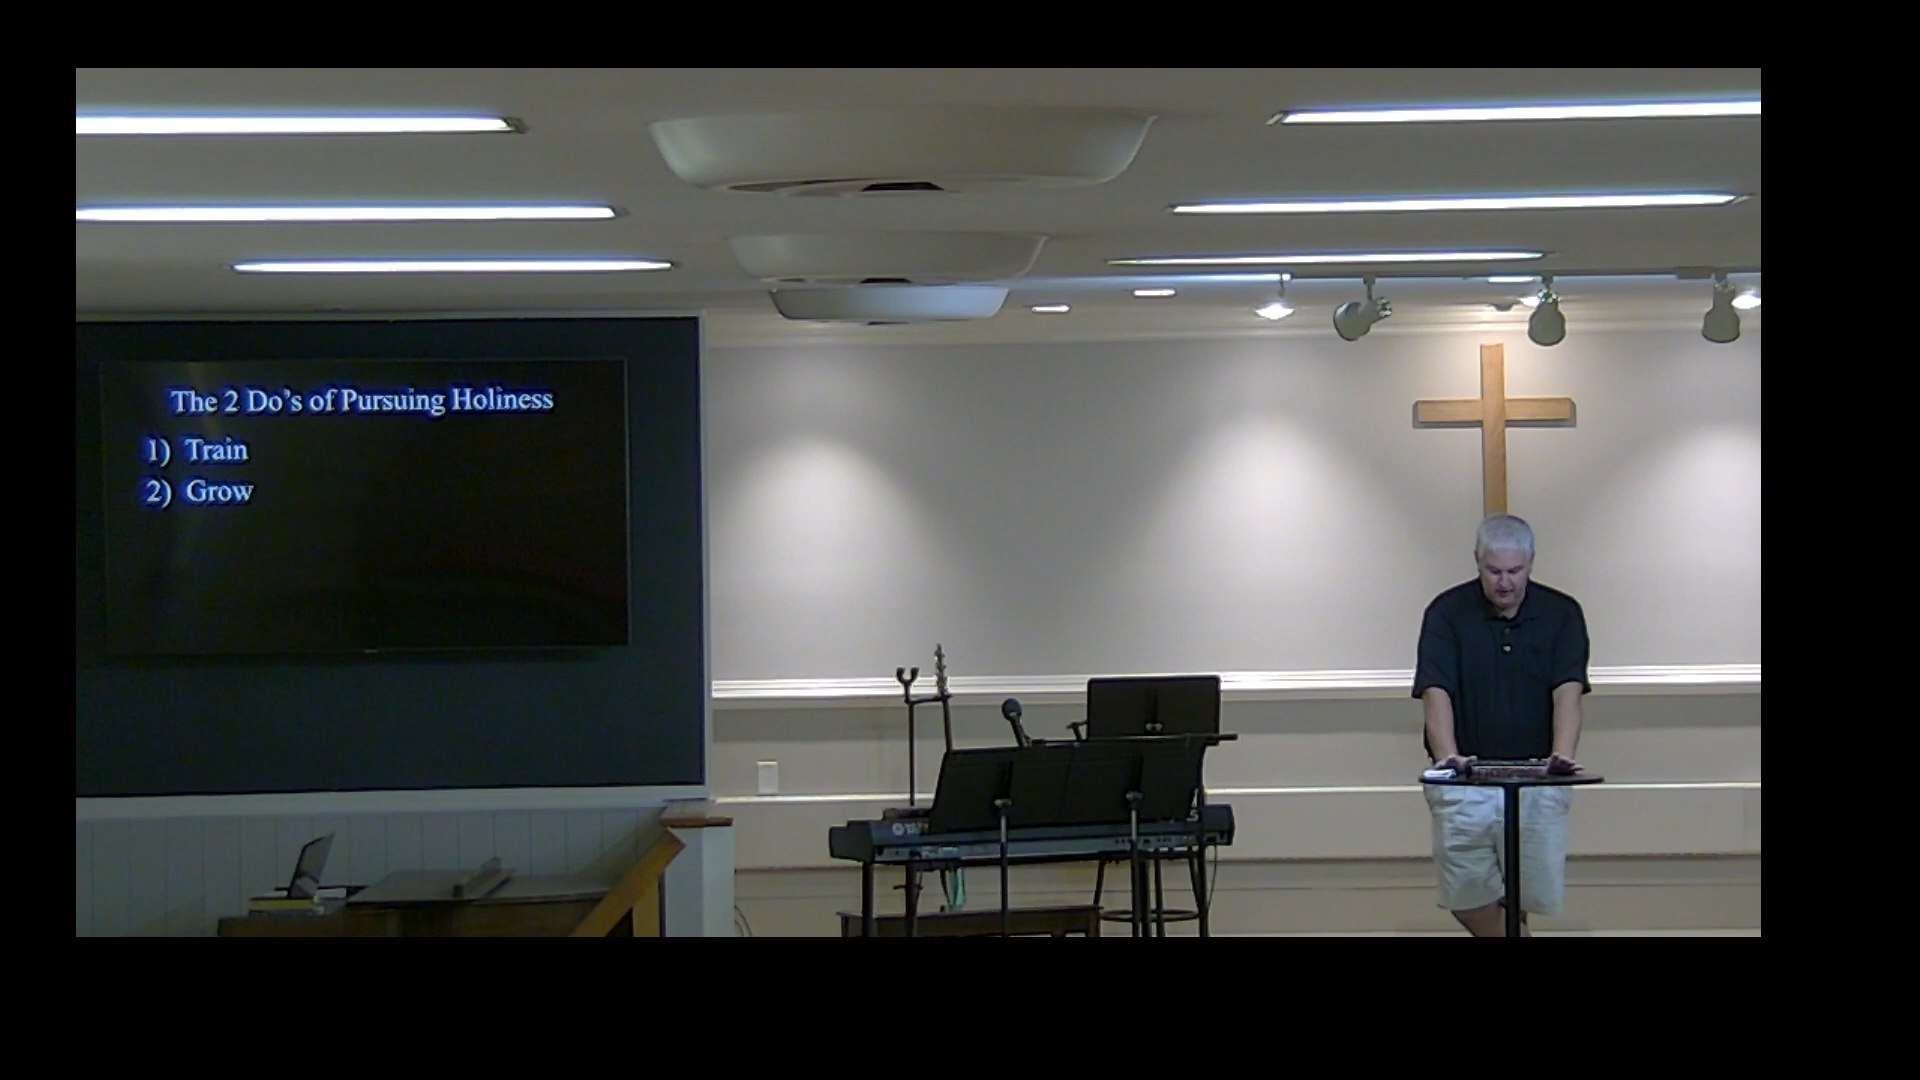 The 2 Do's of Pursuing Holiness
1) Train
2) Grow